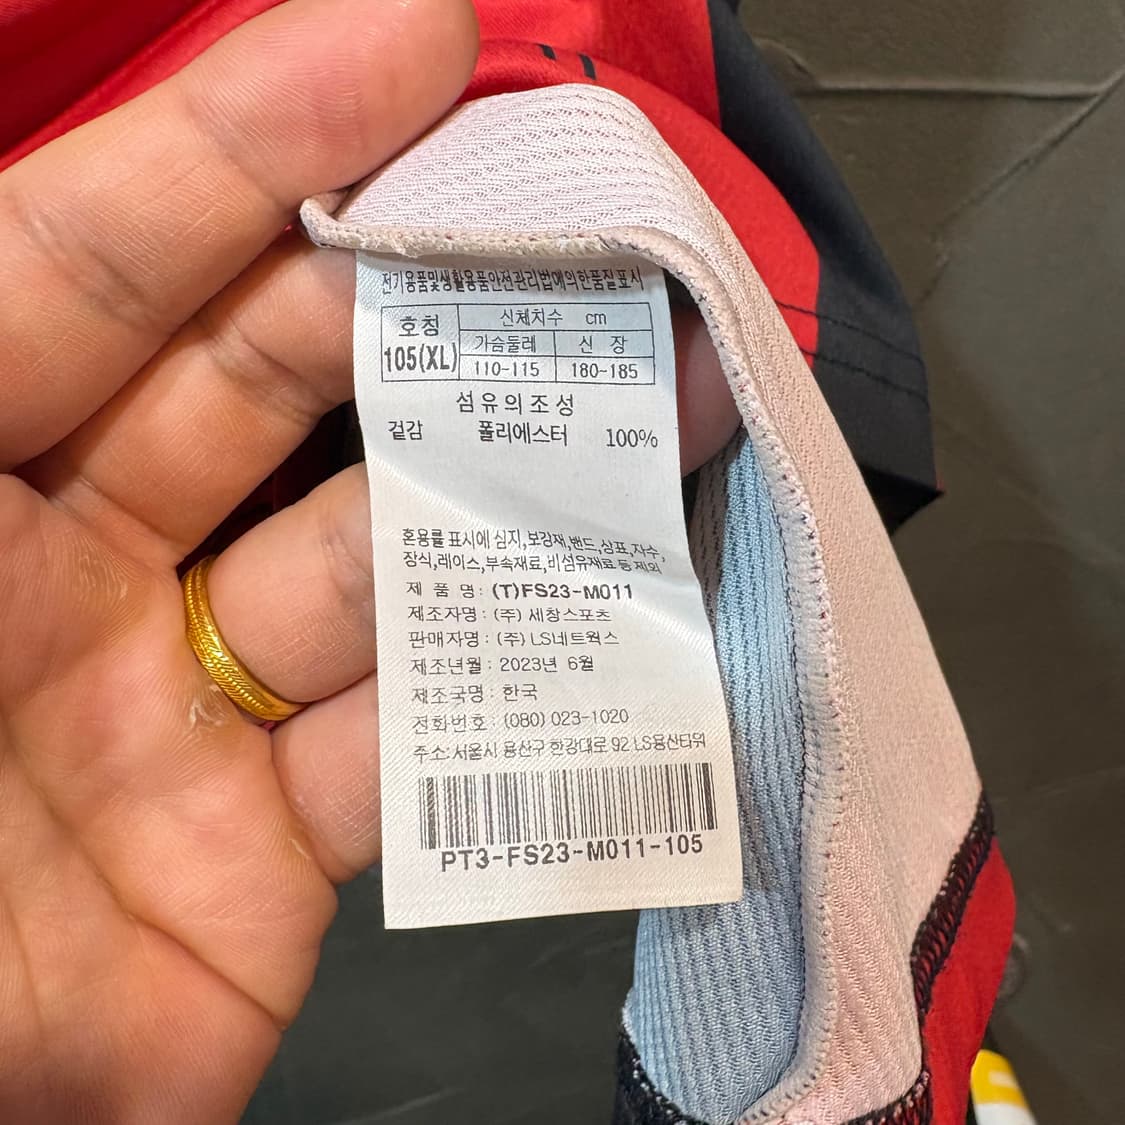 전기용품및생활용품안전관리법에의한품질표시
호칭 신체치수 cm
가슴둘레 신 장
105(XL) 110-115 180-185
섬유의조성
겉감 폴리에스터 100%
혼용률 표시에 심지,보강재,밴드,상표,자수,
장식,레이스,부속재료,비섬유재료 등 제외
제 품 명: (T)FS23-M011
제조자명: (주) 세창스포츠
판매자명: (주) LS네트웍스
제조년월: 2023년 6월
제조국명: 한국
전화번호: (080) 023-1020
주소:서울시 용산구 한강대로 92 LS용산타워
PT3-FS23-M011-105